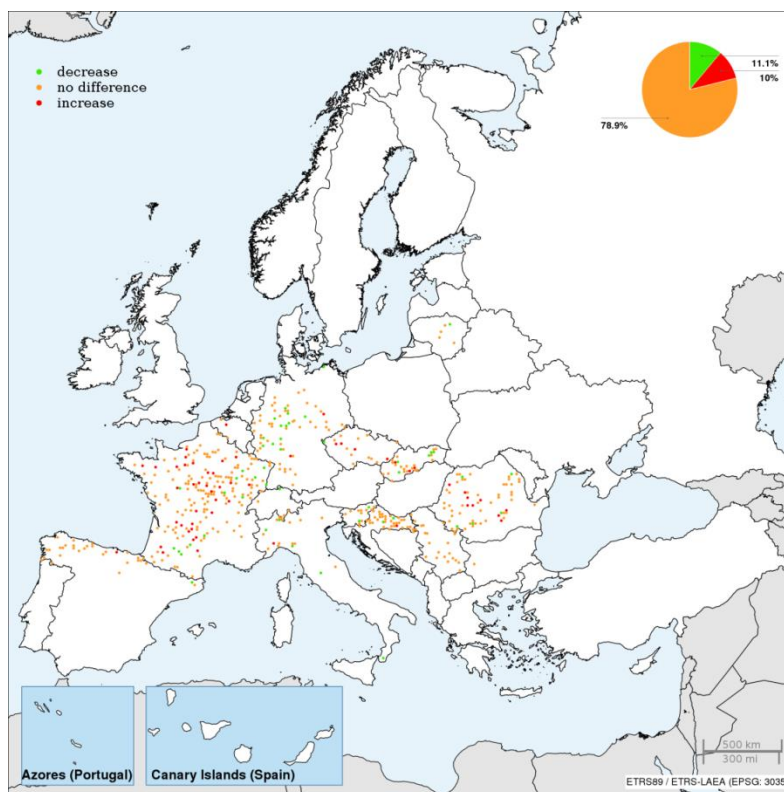 decrease
no difference
increase
11.1%
10%
78.9%
Azores (Portugal)
Canary Islands (Spain)
500 km
300 mi
ETRS89 / ETRS-LAEA (EPSG: 3035